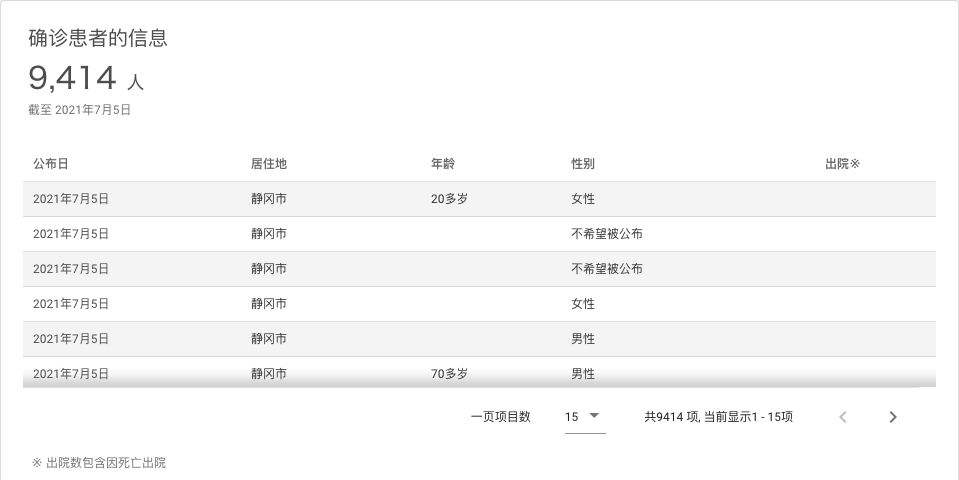 确诊患者的信息
9,414 人
截至 2021年7月5日
公布日 居住地 年龄 性别 出院※
2021年7月5日 静冈市 20多岁 女性
2021年7月5日 静冈市 不希望被公布
2021年7月5日 静冈市 不希望被公布
2021年7月5日 静冈市 女性
2021年7月5日 静冈市 男性
2021年7月5日 静冈市 70多岁 男性
一页项目数 15 共9414 项, 当前显示1 - 15项
※ 出院数包含因死亡出院